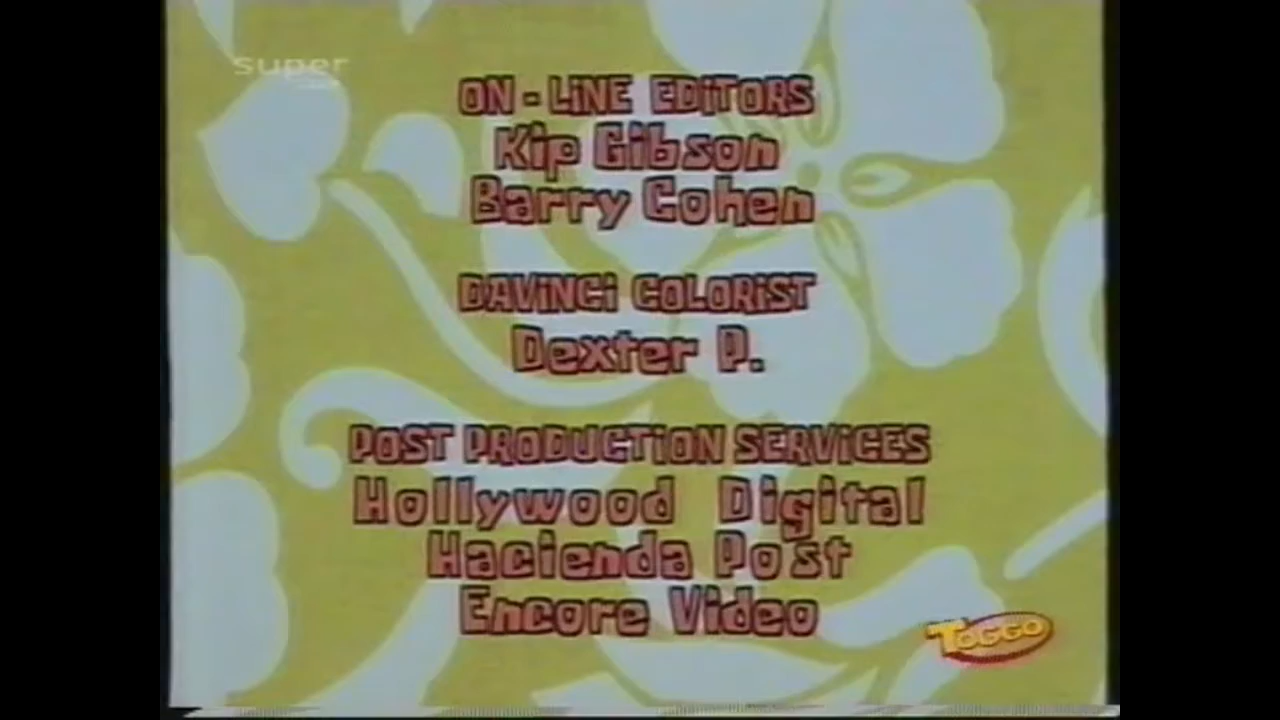 super
ON-LiNE EDiTORS
Kip Gibson
Barry Cohen
DAViNCi COLORiST
Dexter P.
POST PRODUCTiON SERViCES
Hollywood Digital
Hacienda Post
Encore Video
TOGGO